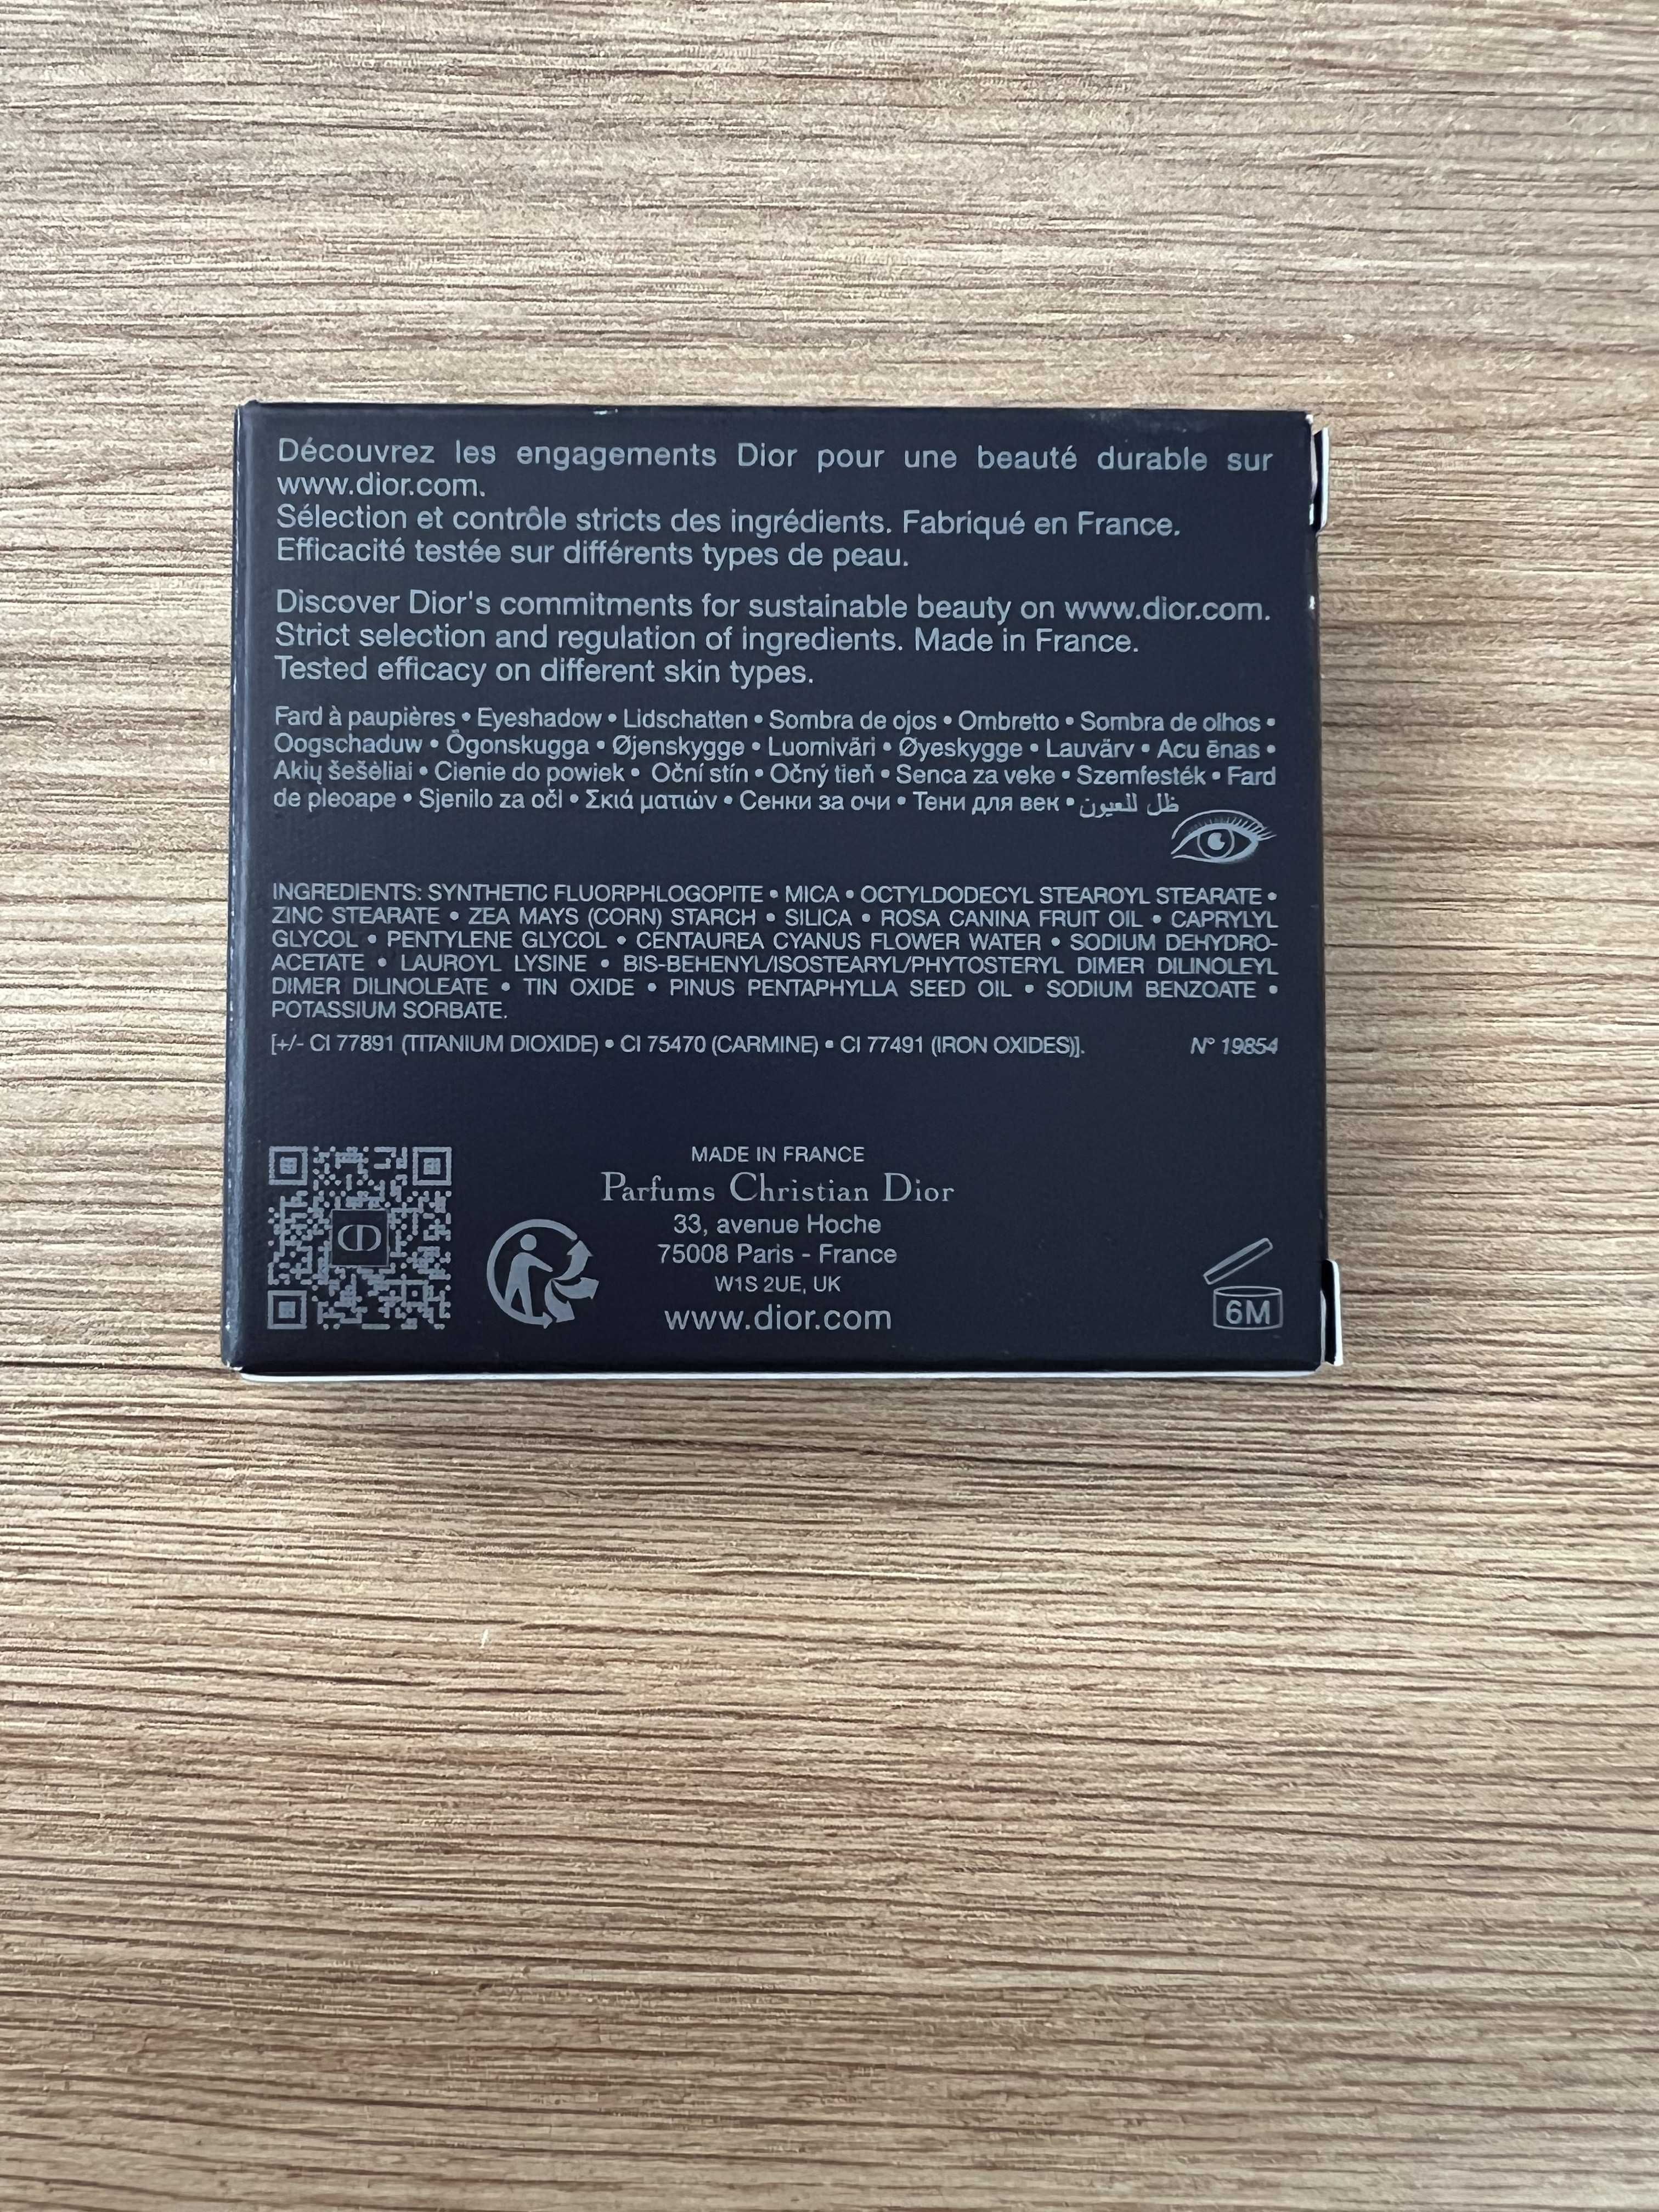 Découvrez les engagements Dior pour une beauté durable sur
www.dior.com.
Sélection et contrôle stricts des ingrédients. Fabriqué en France.
Efficacité testée sur différents types de peau.
Discover Dior's commitments for sustainable beauty on www.dior.com.
Strict selection and regulation of ingredients. Made in France.
Tested efficacy on different skin types.
Fard à paupières • Eyeshadow • Lidschatten • Sombra de ojos • Ombretto • Sombra de olhos •
Oogschaduw • Ögonskugga • Øjenskygge • Luomiväri • Øyeskygge • Lauvärv • Acu ēnas •
Akių šešėliai • Cienie do powiek • Oční stín • Očný tieň • Senca za veke • Szemfesték • Fard
de pleoape • Sjenilo za oči • Σκιά ματιών • Сенки за очи • Тени для век • ظل للعيون
INGREDIENTS: SYNTHETIC FLUORPHLOGOPITE • MICA • OCTYLDODECYL STEAROYL STEARATE •
ZINC STEARATE • ZEA MAYS (CORN) STARCH • SILICA • ROSA CANINA FRUIT OIL • CAPRYLYL
GLYCOL • PENTYLENE GLYCOL • CENTAUREA CYANUS FLOWER WATER • SODIUM DEHYDRO-
ACETATE • LAUROYL LYSINE • BIS-BEHENYL/ISOSTEARYL/PHYTOSTERYL DIMER DILINOLEYL
DIMER DILINOLEATE • TIN OXIDE • PINUS PENTAPHYLLA SEED OIL • SODIUM BENZOATE •
POTASSIUM SORBATE.
[+/- CI 77891 (TITANIUM DIOXIDE) • CI 75470 (CARMINE) • CI 77491 (IRON OXIDES)]. N° 19854
MADE IN FRANCE
Parfums Christian Dior
33, avenue Hoche
75008 Paris - France
W1S 2UE, UK
www.dior.com
CD
6M